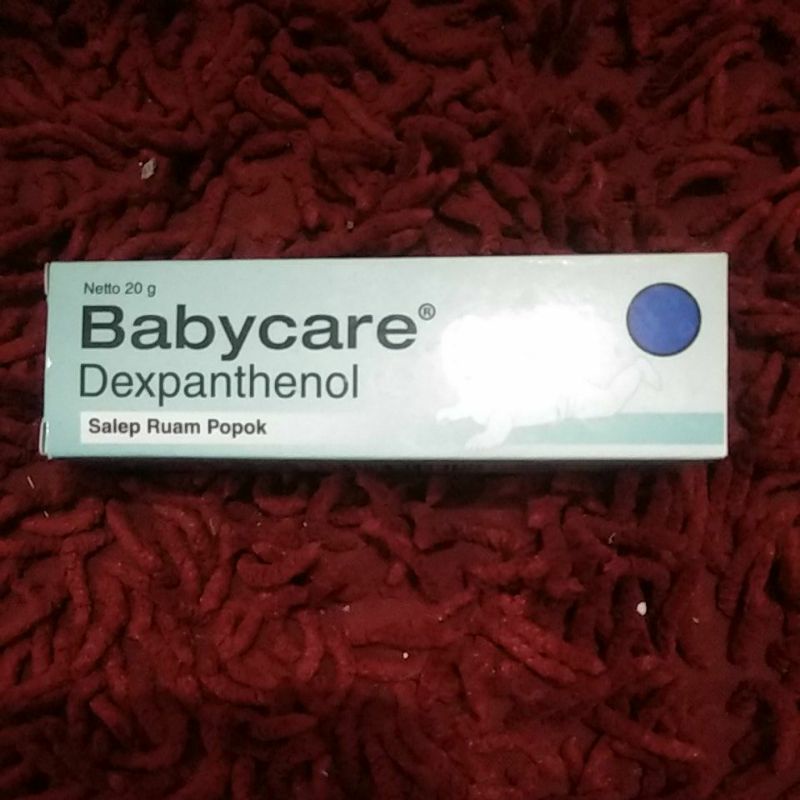 Netto 20 g
Babycare®
Dexpanthenol
Salep Ruam Popok